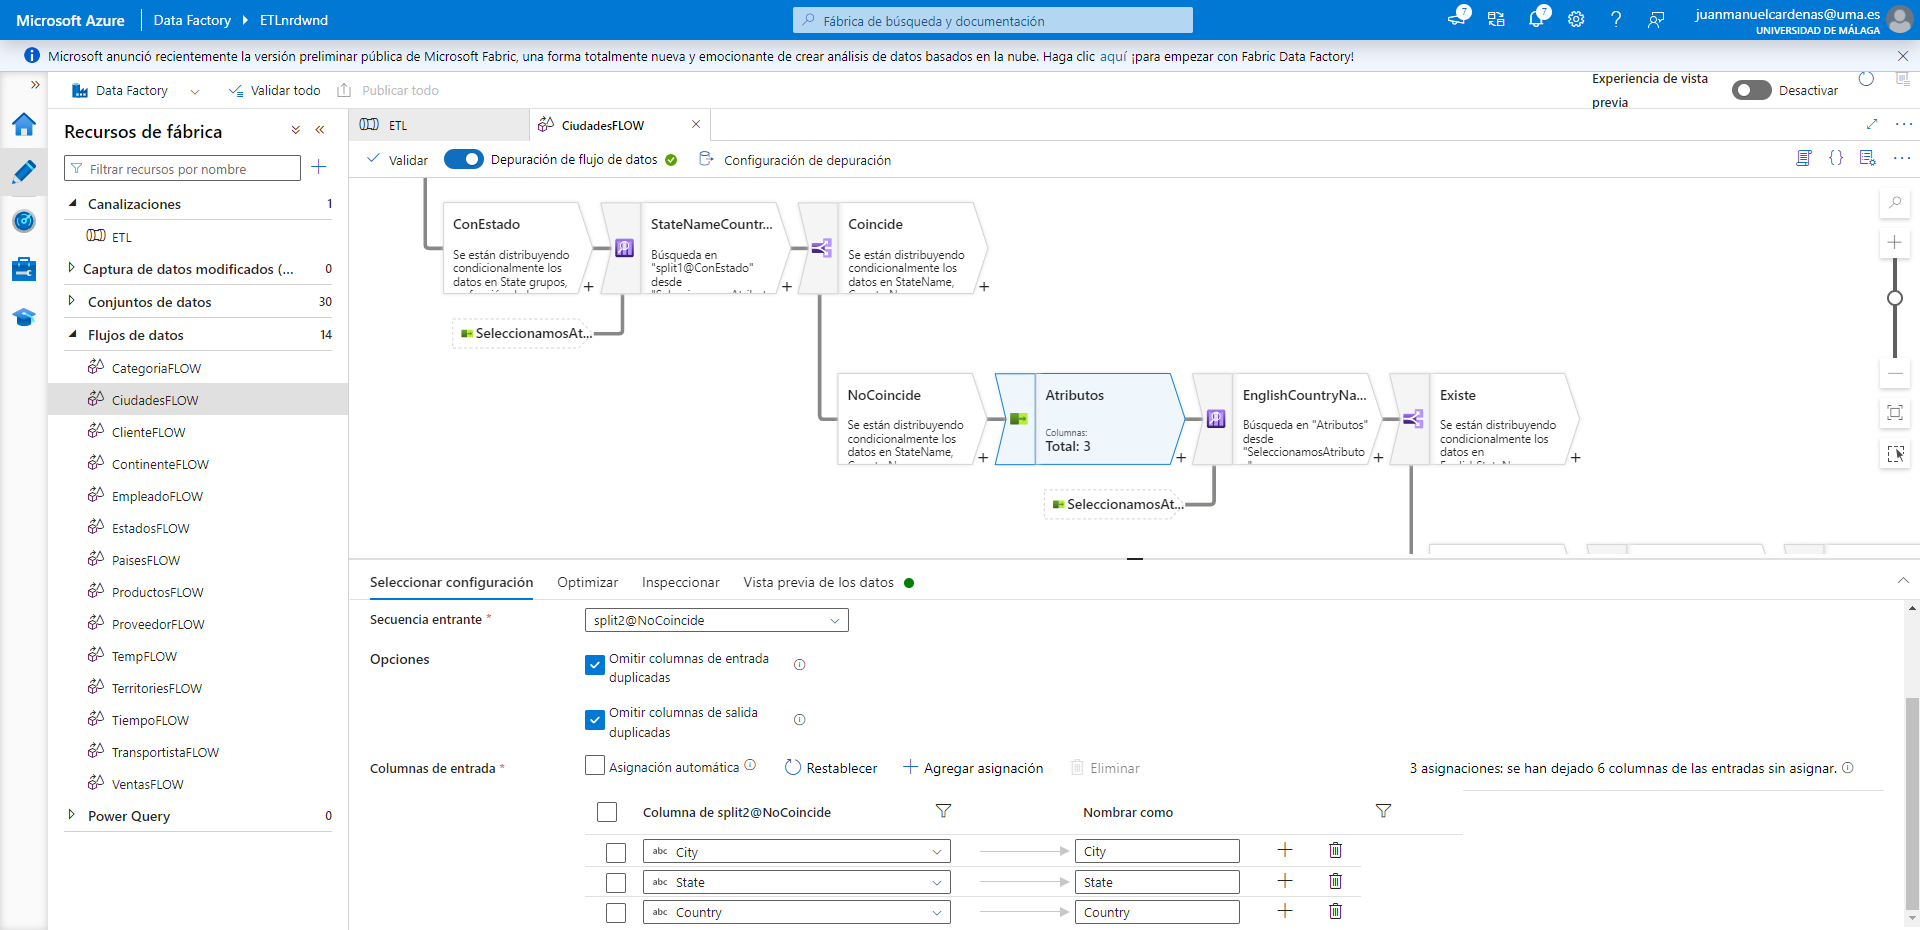 Microsoft Azure
Data Factory
ETLnrdwnd
Fábrica de búsqueda y documentación
7
7
juanmanuelcardenas@uma.es
UNIVERSIDAD DE MÁLAGA
Microsoft anunció recientemente la versión preliminar pública de Microsoft Fabric, una forma totalmente nueva y emocionante de crear análisis de datos basados en la nube. Haga clic aquí ¡para empezar con Fabric Data Factory!
Data Factory
Validar todo
Publicar todo
Experiencia de vista
previa
Desactivar
Recursos de fábrica
Filtrar recursos por nombre
Canalizaciones 1
ETL
Captura de datos modificados (... 0
Conjuntos de datos 30
Flujos de datos 14
CategoriaFLOW
CiudadesFLOW
ClienteFLOW
ContinenteFLOW
EmpleadoFLOW
EstadosFLOW
PaisesFLOW
ProductosFLOW
ProveedorFLOW
TempFLOW
TerritoriesFLOW
TiempoFLOW
TransportistaFLOW
VentasFLOW
Power Query 0
ETL
CiudadesFLOW
Validar
Depuración de flujo de datos
Configuración de depuración
ConEstado
Se están distribuyendo
condicionalmente los
datos en State grupos,
StateNameCountr...
Búsqueda en
"split1@ConEstado"
desde
Coincide
Se están distribuyendo
condicionalmente los
datos en StateName,
SeleccionamosAt...
NoCoincide
Se están distribuyendo
condicionalmente los
datos en StateName,
Atributos
Columnas:
Total: 3
EnglishCountryNa...
Búsqueda en "Atributos"
desde
"SeleccionamosAtributo
Existe
Se están distribuyendo
condicionalmente los
datos en
SeleccionamosAt...
Seleccionar configuración
Optimizar
Inspeccionar
Vista previa de los datos
Secuencia entrante *
split2@NoCoincide
Opciones
Omitir columnas de entrada
duplicadas
Omitir columnas de salida
duplicadas
Columnas de entrada *
Asignación automática
Restablecer
Agregar asignación
Eliminar
3 asignaciones: se han dejado 6 columnas de las entradas sin asignar.
Columna de split2@NoCoincide
Nombrar como
abc City
City
abc State
State
abc Country
Country